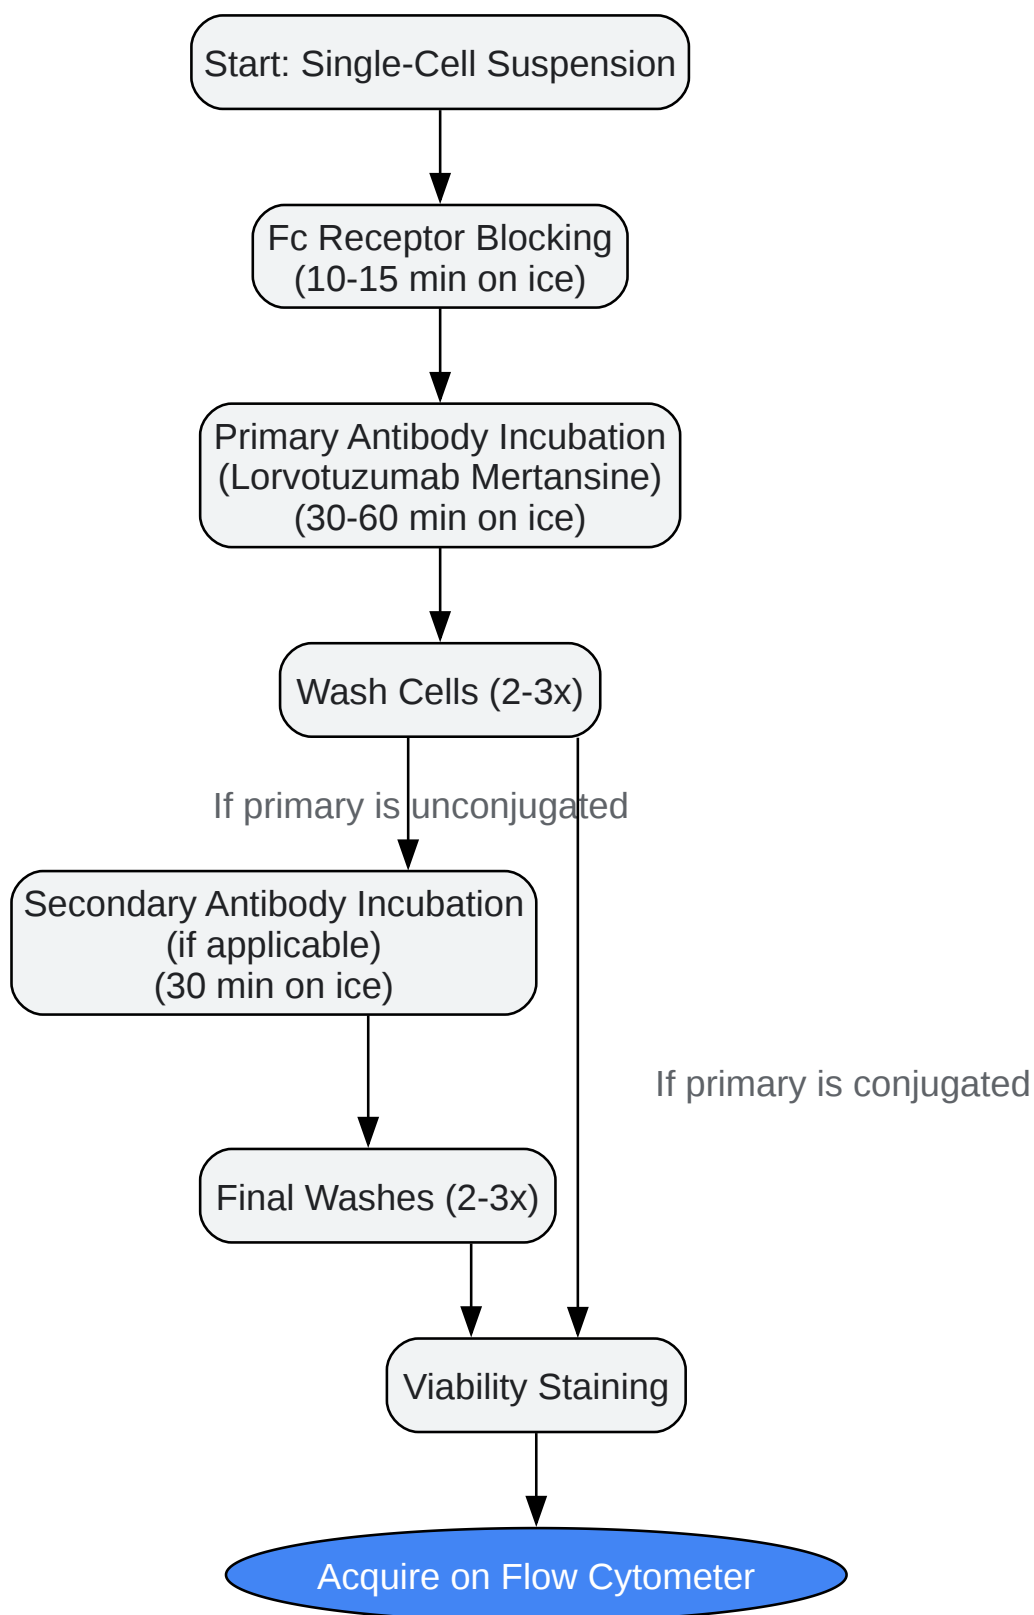 Start: Single-Cell Suspension
Fc Receptor Blocking
(10-15 min on ice)
Primary Antibody Incubation
(Lorvotuzumab Mertansine)
(30-60 min on ice)
Wash Cells (2-3x)
If primary is unconjugated
Secondary Antibody Incubation
(if applicable)
(30 min on ice)
If primary is conjugated
Final Washes (2-3x)
Viability Staining
Acquire on Flow Cytometer